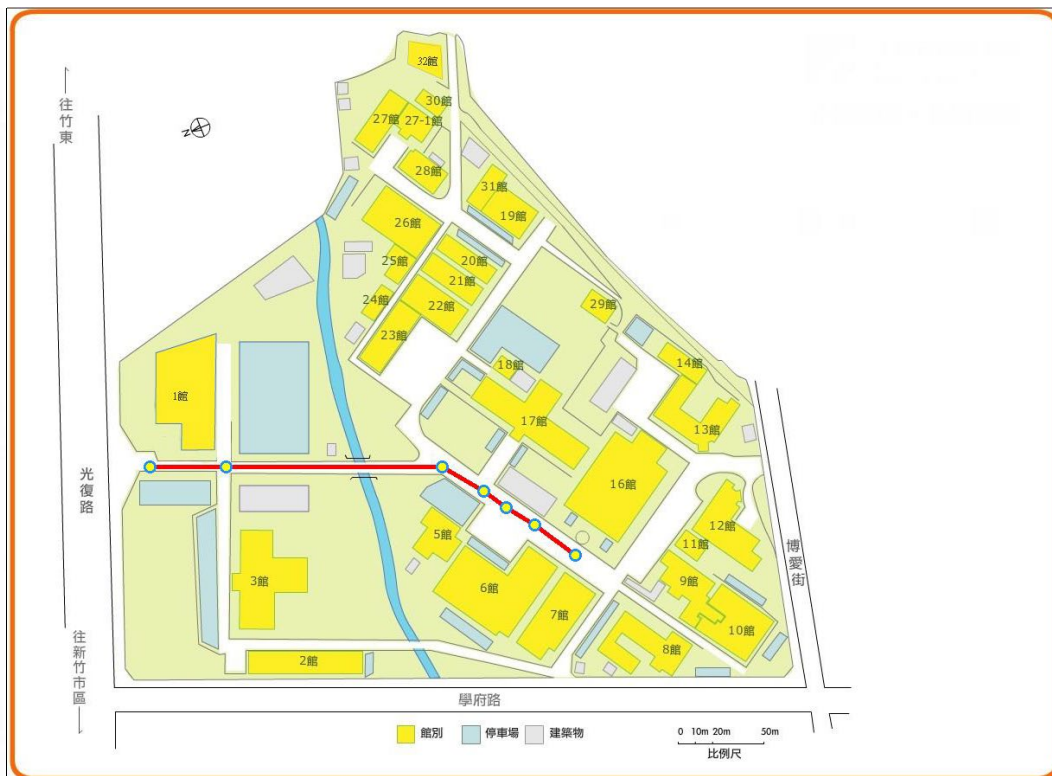 32館
30館
27館
27-1館
往竹東
N
28館
31館
19館
26館
20館
25館
21館
24館
22館
29館
23館
18館
14館
1館
17館
13館
光復路
16館
12館
5館
11館
博愛街
3館
6館
9館
7館
10館
8館
往新竹市區
2館
學府路
館別
停車場
建築物
0 10m 20m 50m
比例尺